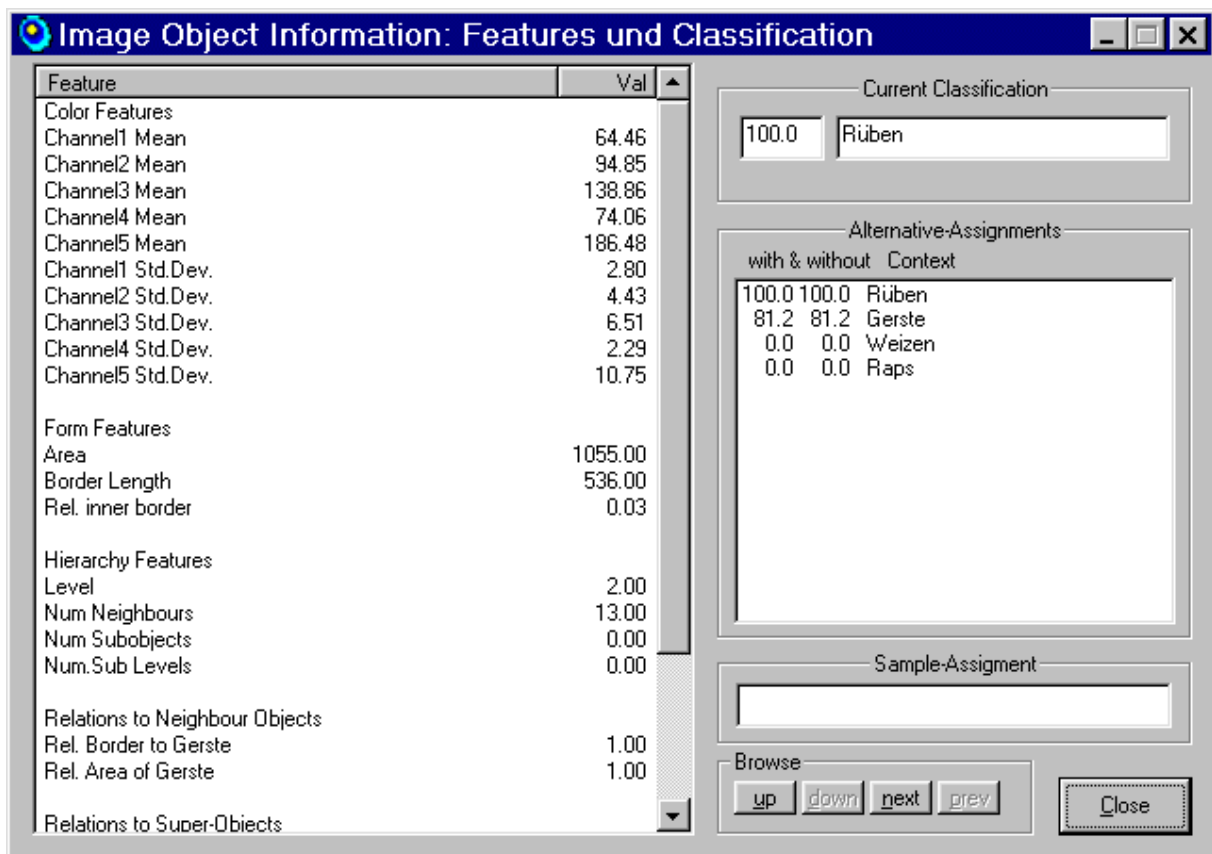 Image Object Information: Features und Classification
Feature Val
Color Features
Channel1 Mean 64.46
Channel2 Mean 94.85
Channel3 Mean 138.86
Channel4 Mean 74.06
Channel5 Mean 186.48
Channel1 Std.Dev. 2.80
Channel2 Std.Dev. 4.43
Channel3 Std.Dev. 6.51
Channel4 Std.Dev. 2.29
Channel5 Std.Dev. 10.75
Form Features
Area 1055.00
Border Length 536.00
Rel. inner border 0.03
Hierarchy Features
Level 2.00
Num Neighbours 13.00
Num Subobjects 0.00
Num.Sub Levels 0.00
Relations to Neighbour Objects
Rel. Border to Gerste 1.00
Rel. Area of Gerste 1.00
Relations to Super-Objects
Current Classification
100.0 Rüben
Alternative-Assignments
with & without Context
100.0 100.0 Rüben
81.2 81.2 Gerste
0.0 0.0 Weizen
0.0 0.0 Raps
Sample-Assigment
Browse
up down next prev
Close